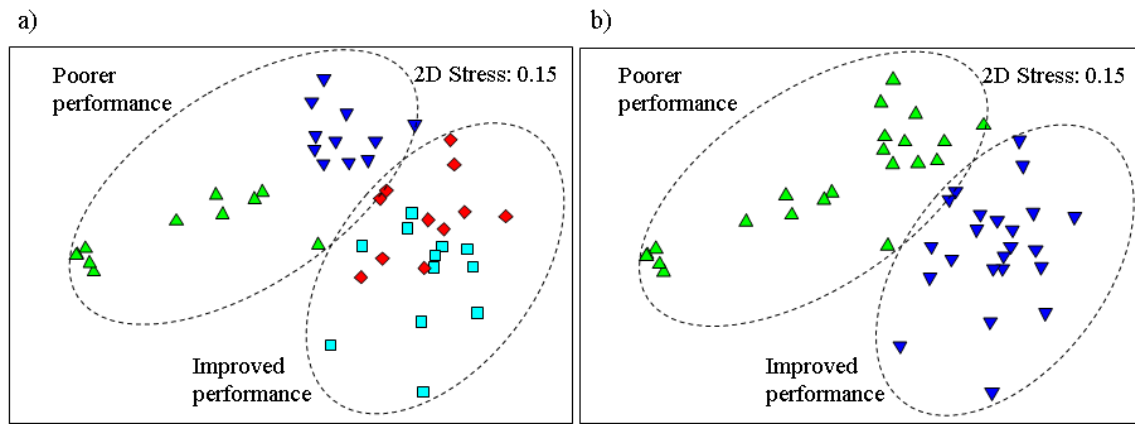 a)
Poorer
performance
2D Stress: 0.15
Improved
performance
b)
Poorer
performance
2D Stress: 0.15
Improved
performance